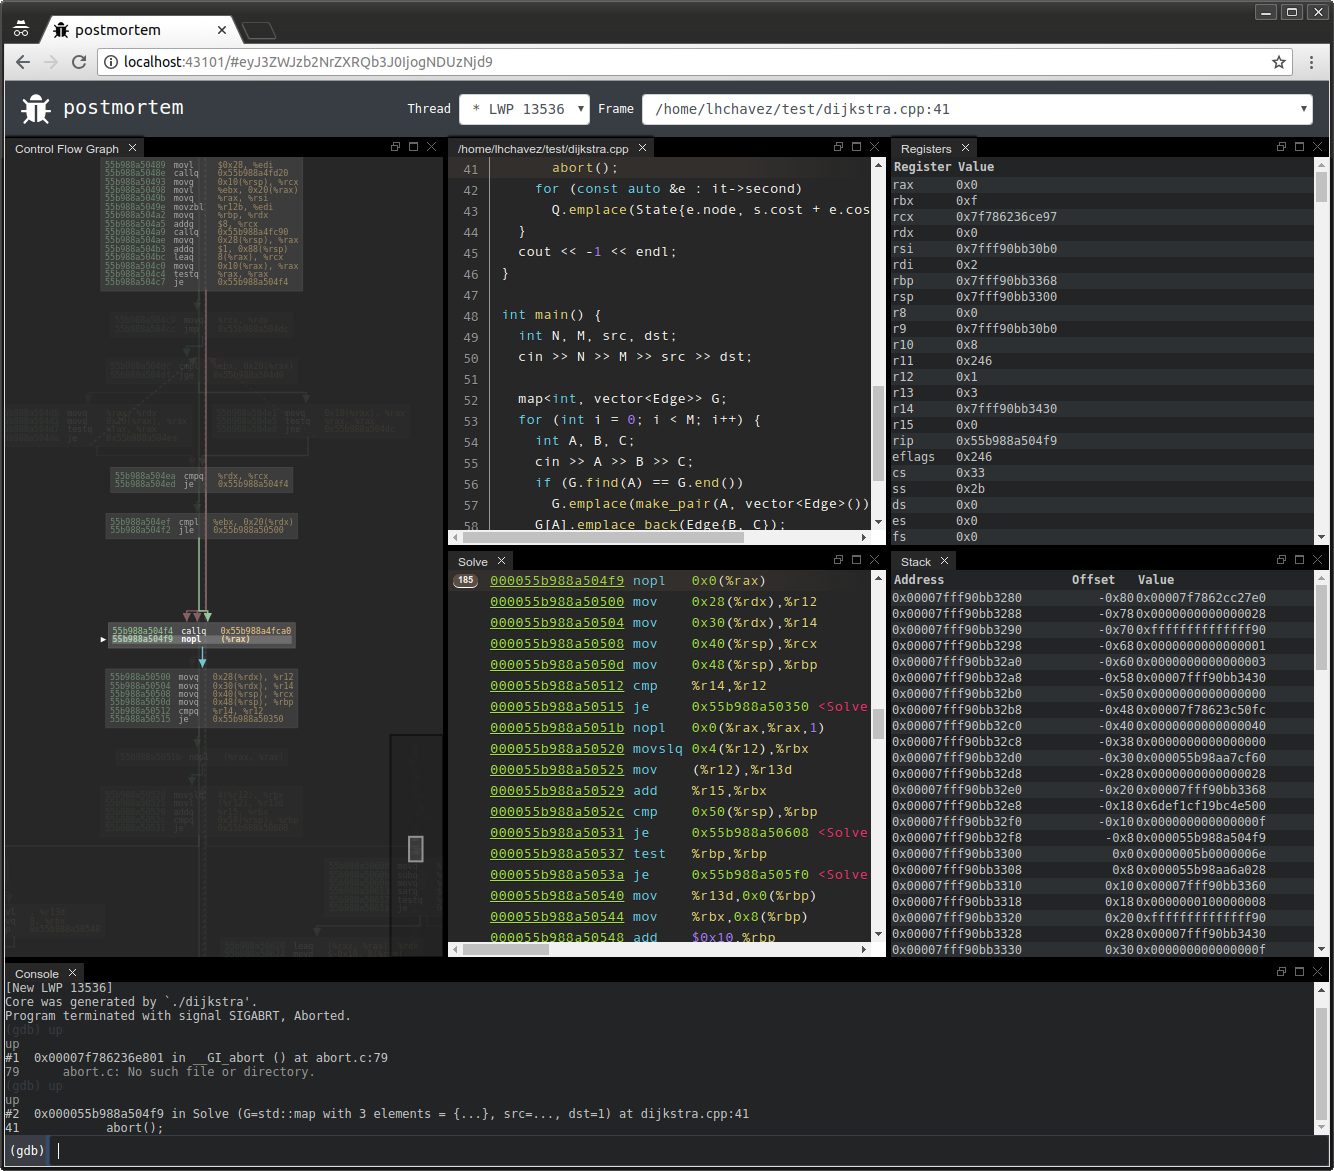 postmortem
localhost:43101/#eyJ3ZWJzb2NrZXRQb3J0IjogNDUzNjd9
postmortem
Thread * LWP 13536 Frame /home/lhchavez/test/dijkstra.cpp:41
Control Flow Graph
55b988a50489 movl $0x28, %edi
55b988a5048e callq 0x55b988a4fd20
55b988a50493 movq 0x10(%rsp), %rcx
55b988a50498 movl %ebx, 0x20(%rax)
55b988a5049b movq %rax, %rsi
55b988a5049e movzbl %r12b, %edi
55b988a504a2 movq %rbp, %rdx
55b988a504a5 addq $8, %rcx
55b988a504a9 callq 0x55b988a4fc90
55b988a504ae movq 0x28(%rsp), %rax
55b988a504b3 addq $1, 0x88(%rsp)
55b988a504bc leaq 8(%rax), %rcx
55b988a504c0 movq 0x10(%rax), %rax
55b988a504c4 testq %rax, %rax
55b988a504c7 je 0x55b988a504f4
55b988a504ea cmpq %rdx, %rcx
55b988a504ed je 0x55b988a504f4
55b988a504ef cmpl %ebx, 0x20(%rdx)
55b988a504f2 jle 0x55b988a50500
55b988a504f4 callq 0x55b988a4fca0
55b988a504f9 nopl (%rax)
55b988a50500 movq 0x28(%rdx), %r12
55b988a50504 movq 0x30(%rdx), %r14
55b988a50508 movq 0x40(%rsp), %rcx
55b988a5050d movq 0x48(%rsp), %rbp
55b988a50512 cmpq %r14, %r12
55b988a50515 je 0x55b988a50350
/home/lhchavez/test/dijkstra.cpp
41 abort();
42 for (const auto &e : it->second)
43 Q.emplace(State{e.node, s.cost + e.cos
44 }
45 cout << -1 << endl;
46 }
47
48 int main() {
49 int N, M, src, dst;
50 cin >> N >> M >> src >> dst;
51
52 map<int, vector<Edge>> G;
53 for (int i = 0; i < M; i++) {
54 int A, B, C;
55 cin >> A >> B >> C;
56 if (G.find(A) == G.end())
57 G.emplace(make_pair(A, vector<Edge>())
58 G[A].emplace_back(Edge{B, C});
Registers
Register Value
rax 0x0
rbx 0xf
rcx 0x7f786236ce97
rdx 0x0
rsi 0x7fff90bb30b0
rdi 0x2
rbp 0x7fff90bb3368
rsp 0x7fff90bb3300
r8 0x0
r9 0x7fff90bb30b0
r10 0x8
r11 0x246
r12 0x1
r13 0x3
r14 0x7fff90bb3430
r15 0x0
rip 0x55b988a504f9
eflags 0x246
cs 0x33
ss 0x2b
ds 0x0
es 0x0
fs 0x0
Solve
185 000055b988a504f9 nopl 0x0(%rax)
000055b988a50500 mov 0x28(%rdx),%r12
000055b988a50504 mov 0x30(%rdx),%r14
000055b988a50508 mov 0x40(%rsp),%rcx
000055b988a5050d mov 0x48(%rsp),%rbp
000055b988a50512 cmp %r14,%r12
000055b988a50515 je 0x55b988a50350 <Solve
000055b988a5051b nopl 0x0(%rax,%rax,1)
000055b988a50520 movslq 0x4(%r12),%rbx
000055b988a50525 mov (%r12),%r13d
000055b988a50529 add %r15,%rbx
000055b988a5052c cmp 0x50(%rsp),%rbp
000055b988a50531 je 0x55b988a50608 <Solve
000055b988a50537 test %rbp,%rbp
000055b988a5053a je 0x55b988a505f0 <Solve
000055b988a50540 mov %r13d,0x0(%rbp)
000055b988a50544 mov %rbx,0x8(%rbp)
000055b988a50548 add $0x10,%rbp
Stack
Address Offset Value
0x00007fff90bb3280 -0x80 0x00007f7862cc27e0
0x00007fff90bb3288 -0x78 0x0000000000000028
0x00007fff90bb3290 -0x70 0xffffffffffffff90
0x00007fff90bb3298 -0x68 0x0000000000000001
0x00007fff90bb32a0 -0x60 0x0000000000000003
0x00007fff90bb32a8 -0x58 0x00007fff90bb3430
0x00007fff90bb32b0 -0x50 0x0000000000000000
0x00007fff90bb32b8 -0x48 0x00007f78623c50fc
0x00007fff90bb32c0 -0x40 0x0000000000000040
0x00007fff90bb32c8 -0x38 0x0000000000000000
0x00007fff90bb32d0 -0x30 0x000055b98aa7cf60
0x00007fff90bb32d8 -0x28 0x0000000000000028
0x00007fff90bb32e0 -0x20 0x00007fff90bb3368
0x00007fff90bb32e8 -0x18 0x6def1cf19bc4e500
0x00007fff90bb32f0 -0x10 0x000000000000000f
0x00007fff90bb32f8 -0x8 0x000055b988a504f9
0x00007fff90bb3300 0x0 0x0000005b0000006e
0x00007fff90bb3308 0x8 0x000055b98aa6a028
0x00007fff90bb3310 0x10 0x00007fff90bb3360
0x00007fff90bb3318 0x18 0x0000000100000008
0x00007fff90bb3320 0x20 0xffffffffffffff90
0x00007fff90bb3328 0x28 0x00007fff90bb3430
0x00007fff90bb3330 0x30 0x000000000000000f
Console
[New LWP 13536]
Core was generated by `./dijkstra'.
Program terminated with signal SIGABRT, Aborted.
(gdb) up
up
#1 0x00007f786236e801 in __GI_abort () at abort.c:79
79 abort.c: No such file or directory.
(gdb) up
up
#2 0x000055b988a504f9 in Solve (G=std::map with 3 elements = {...}, src=..., dst=1) at dijkstra.cpp:41
41 abort();
(gdb)